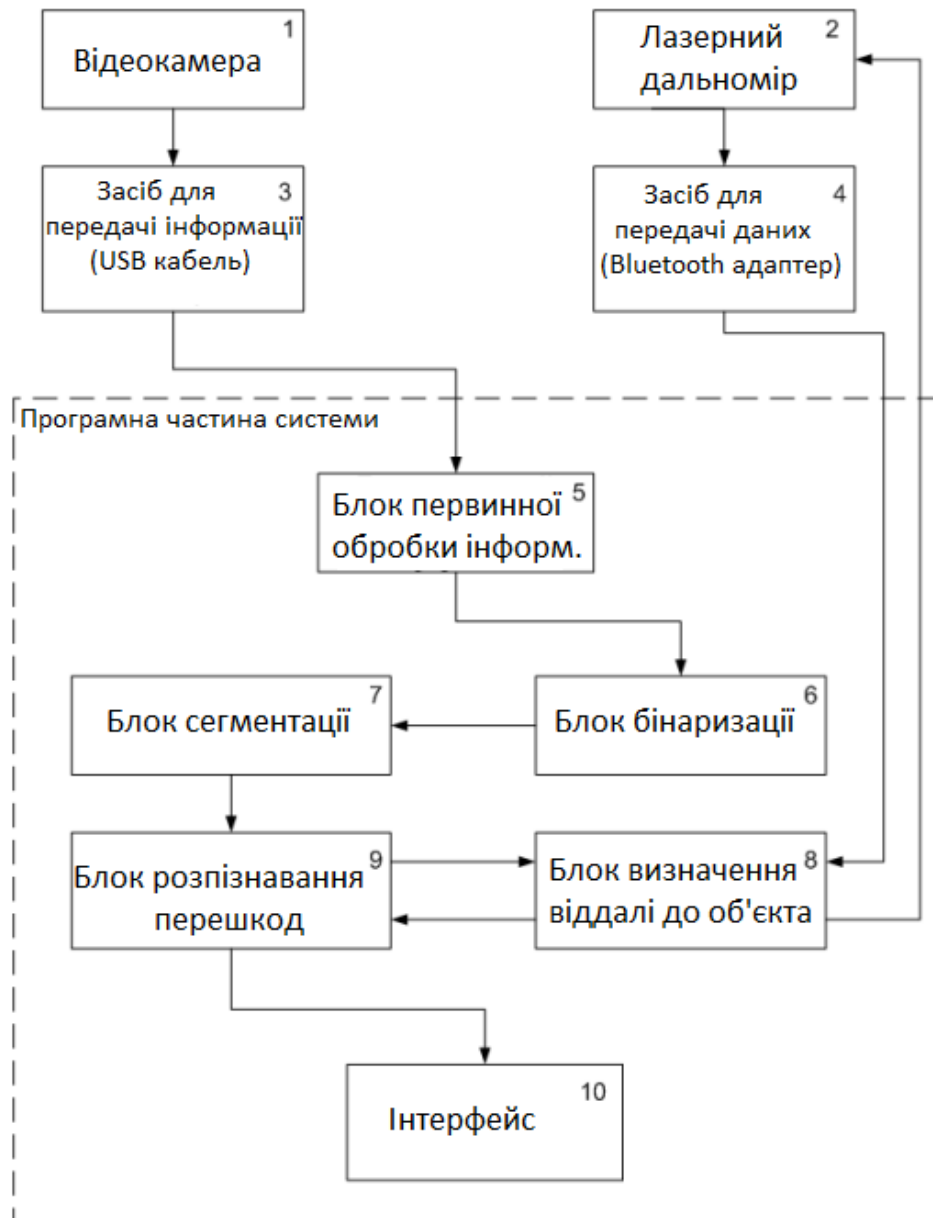 1
Відеокамера
2
Лазерний
дальномір
3
Засіб для
передачі інформації
(USB кабель)
4
Засіб для
передачі даних
(Bluetooth адаптер)
Програмна частина системи
5
Блок первинної
обробки інформ.
7
Блок сегментації
6
Блок бінаризації
9
Блок розпізнавання
перешкод
8
Блок визначення
віддалі до об'єкта
10
Інтерфейс